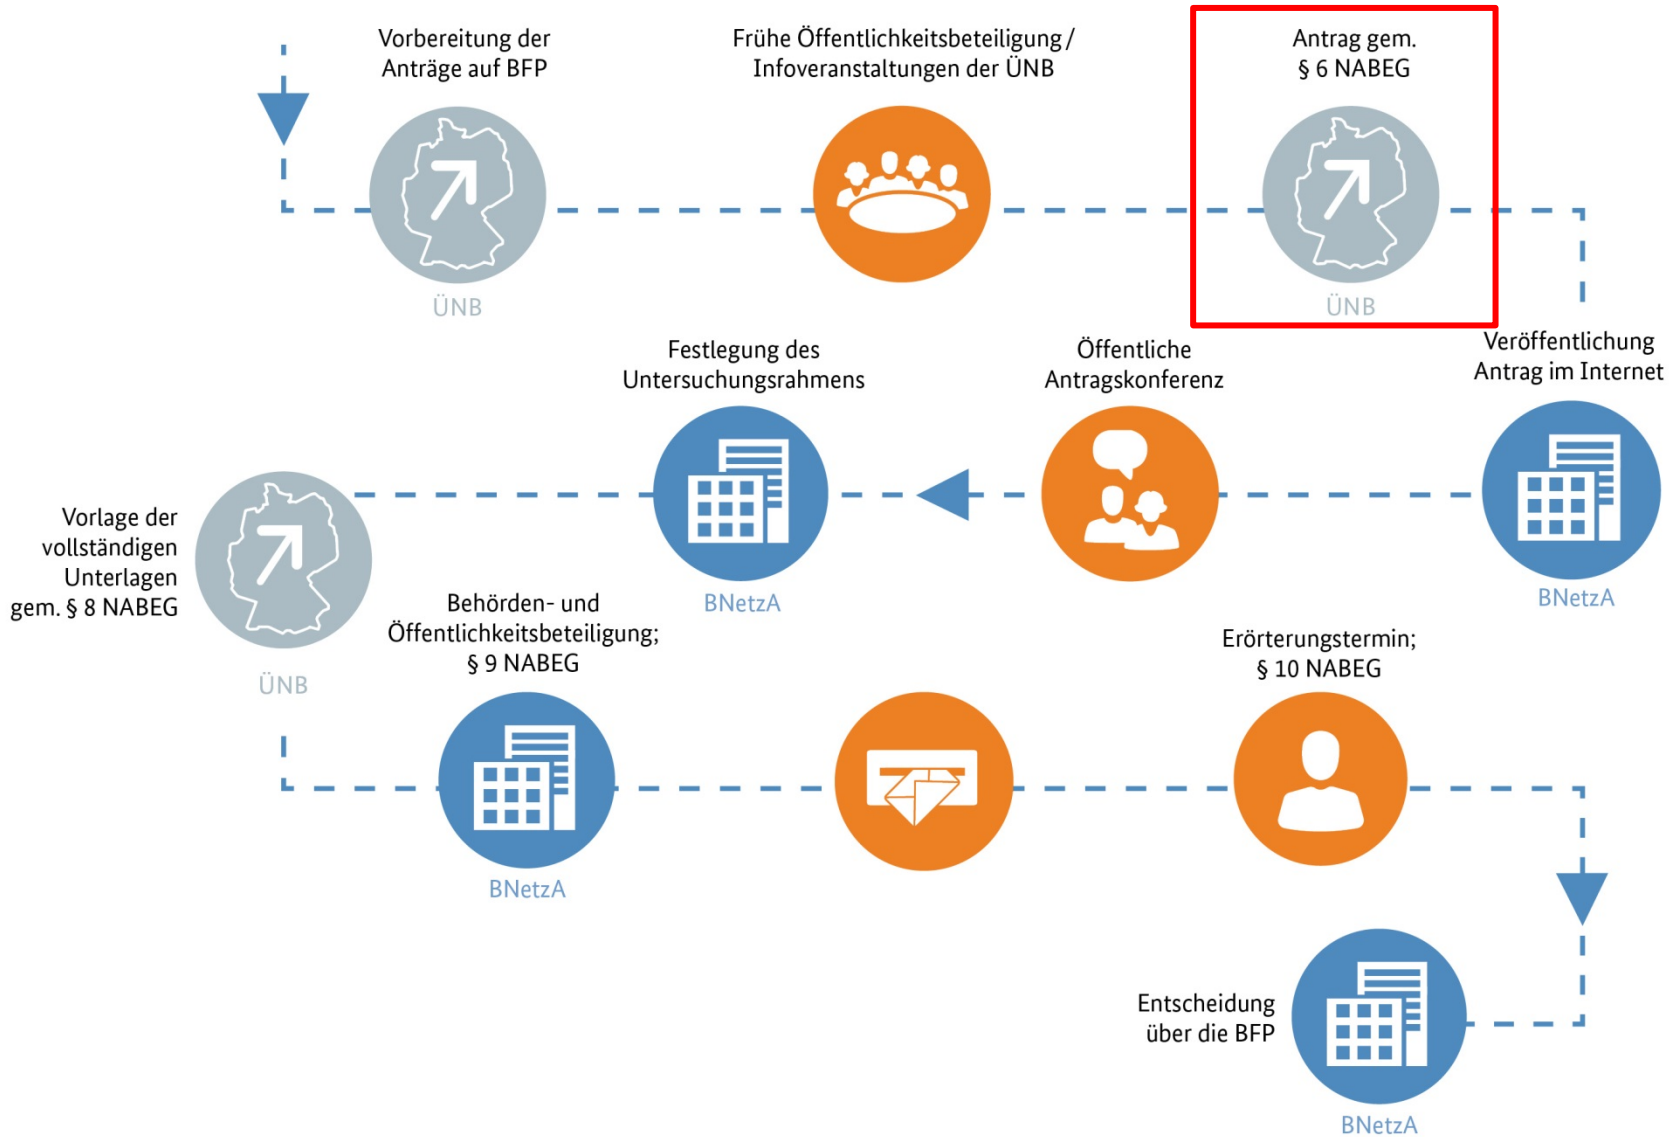 Vorbereitung der
Anträge auf BFP
ÜNB
Frühe Öffentlichkeitsbeteiligung /
Infoveranstaltungen der ÜNB
Antrag gem.
§ 6 NABEG
ÜNB
Veröffentlichung
Antrag im Internet
BNetzA
Öffentliche
Antragskonferenz
Festlegung des
Untersuchungsrahmens
BNetzA
Vorlage der
vollständigen
Unterlagen
gem. § 8 NABEG
ÜNB
Behörden- und
Öffentlichkeitsbeteiligung;
§ 9 NABEG
BNetzA
Erörterungstermin;
§ 10 NABEG
Entscheidung
über die BFP
BNetzA